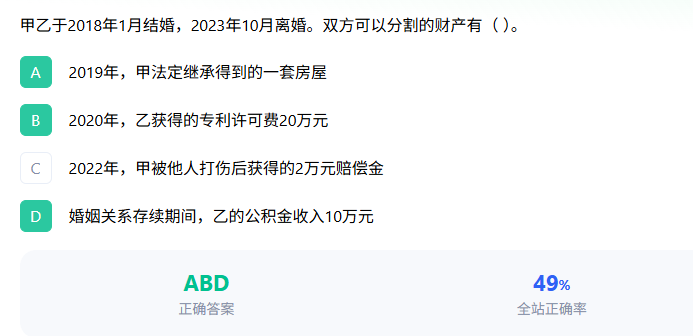 甲乙于2018年1月结婚，2023年10月离婚。双方可以分割的财产有（ ）。
A 2019年，甲法定继承得到的一套房屋
B 2020年，乙获得的专利许可费20万元
C 2022年，甲被他人打伤后获得的2万元赔偿金
D 婚姻关系存续期间，乙的公积金收入10万元
ABD 49%
正确答案 全站正确率